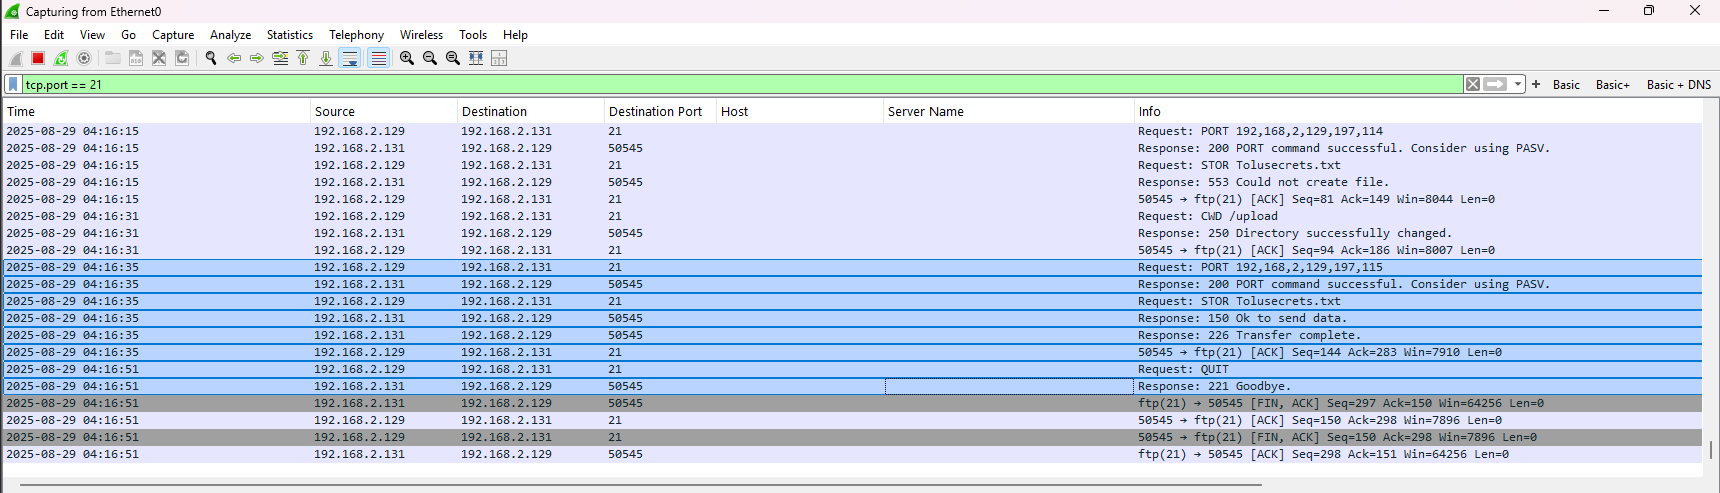 Capturing from Ethernet0
File Edit View Go Capture Analyze Statistics Telephony Wireless Tools Help
tcp.port == 21 Basic Basic+ Basic + DNS
Time Source Destination Destination Port Host Server Name Info
2025-08-29 04:16:15 192.168.2.129 192.168.2.131 21 Request: PORT 192,168,2,129,197,114
2025-08-29 04:16:15 192.168.2.131 192.168.2.129 50545 Response: 200 PORT command successful. Consider using PASV.
2025-08-29 04:16:15 192.168.2.129 192.168.2.131 21 Request: STOR Tolusecrets.txt
2025-08-29 04:16:15 192.168.2.131 192.168.2.129 50545 Response: 553 Could not create file.
2025-08-29 04:16:15 192.168.2.129 192.168.2.131 21 50545 → ftp(21) [ACK] Seq=81 Ack=149 Win=8044 Len=0
2025-08-29 04:16:31 192.168.2.129 192.168.2.131 21 Request: CWD /upload
2025-08-29 04:16:31 192.168.2.131 192.168.2.129 50545 Response: 250 Directory successfully changed.
2025-08-29 04:16:31 192.168.2.129 192.168.2.131 21 50545 → ftp(21) [ACK] Seq=94 Ack=186 Win=8007 Len=0
2025-08-29 04:16:35 192.168.2.129 192.168.2.131 21 Request: PORT 192,168,2,129,197,115
2025-08-29 04:16:35 192.168.2.131 192.168.2.129 50545 Response: 200 PORT command successful. Consider using PASV.
2025-08-29 04:16:35 192.168.2.129 192.168.2.131 21 Request: STOR Tolusecrets.txt
2025-08-29 04:16:35 192.168.2.131 192.168.2.129 50545 Response: 150 Ok to send data.
2025-08-29 04:16:35 192.168.2.131 192.168.2.129 50545 Response: 226 Transfer complete.
2025-08-29 04:16:35 192.168.2.129 192.168.2.131 21 50545 → ftp(21) [ACK] Seq=144 Ack=283 Win=7910 Len=0
2025-08-29 04:16:51 192.168.2.129 192.168.2.131 21 Request: QUIT
2025-08-29 04:16:51 192.168.2.131 192.168.2.129 50545 Response: 221 Goodbye.
2025-08-29 04:16:51 192.168.2.131 192.168.2.129 50545 ftp(21) → 50545 [FIN, ACK] Seq=297 Ack=150 Win=64256 Len=0
2025-08-29 04:16:51 192.168.2.129 192.168.2.131 21 50545 → ftp(21) [ACK] Seq=150 Ack=298 Win=7896 Len=0
2025-08-29 04:16:51 192.168.2.129 192.168.2.131 21 50545 → ftp(21) [FIN, ACK] Seq=150 Ack=298 Win=7896 Len=0
2025-08-29 04:16:51 192.168.2.131 192.168.2.129 50545 ftp(21) → 50545 [ACK] Seq=298 Ack=151 Win=64256 Len=0